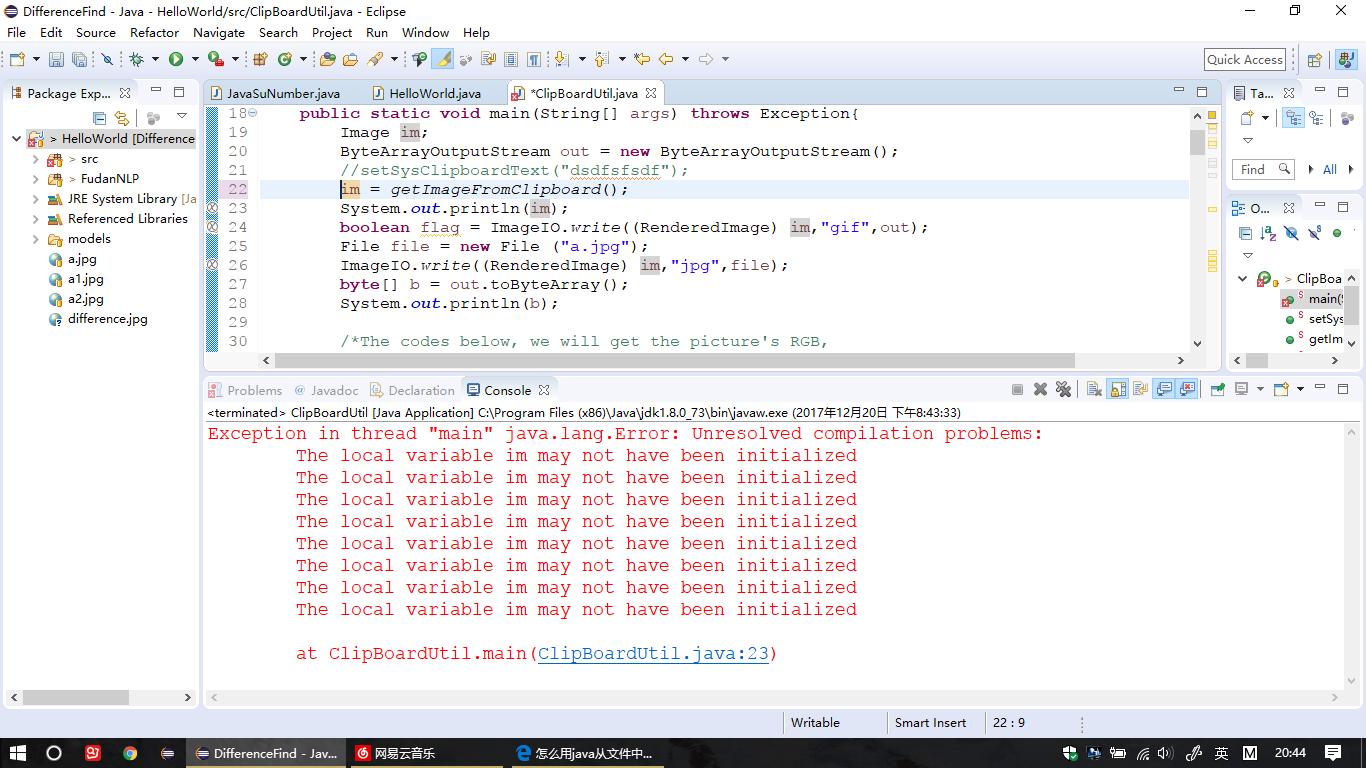 DifferenceFind - Java - HelloWorld/src/ClipBoardUtil.java - Eclipse
File Edit Source Refactor Navigate Search Project Run Window Help
Quick Access
Package Exp...
> HelloWorld [Difference
> src
> FudanNLP
JRE System Library [Ja
Referenced Libraries
models
a.jpg
a1.jpg
a2.jpg
difference.jpg
JavaSuNumber.java HelloWorld.java *ClipBoardUtil.java
18 public static void main(String[] args) throws Exception{
19 Image im;
20 ByteArrayOutputStream out = new ByteArrayOutputStream();
21 //setSysClipboardText("dsdfsfsdf");
22 im = getImageFromClipboard();
23 System.out.println(im);
24 boolean flag = ImageIO.write((RenderedImage) im,"gif",out);
25 File file = new File ("a.jpg");
26 ImageIO.write((RenderedImage) im,"jpg",file);
27 byte[] b = out.toByteArray();
28 System.out.println(b);
29
30 /*The codes below, we will get the picture's RGB,
Ta...
Find All
O...
> ClipBoa
main(S
setSys
getIm
Problems @ Javadoc Declaration Console
<terminated> ClipBoardUtil [Java Application] C:\Program Files (x86)\Java\jdk1.8.0_73\bin\javaw.exe (2017年12月20日 下午8:43:33)
Exception in thread "main" java.lang.Error: Unresolved compilation problems:
The local variable im may not have been initialized
The local variable im may not have been initialized
The local variable im may not have been initialized
The local variable im may not have been initialized
The local variable im may not have been initialized
The local variable im may not have been initialized
The local variable im may not have been initialized
The local variable im may not have been initialized
at ClipBoardUtil.main(ClipBoardUtil.java:23)
Writable Smart Insert 22 : 9
DifferenceFind - Jav... 网易云音乐 怎么用java从文件中... 英 M 20:44